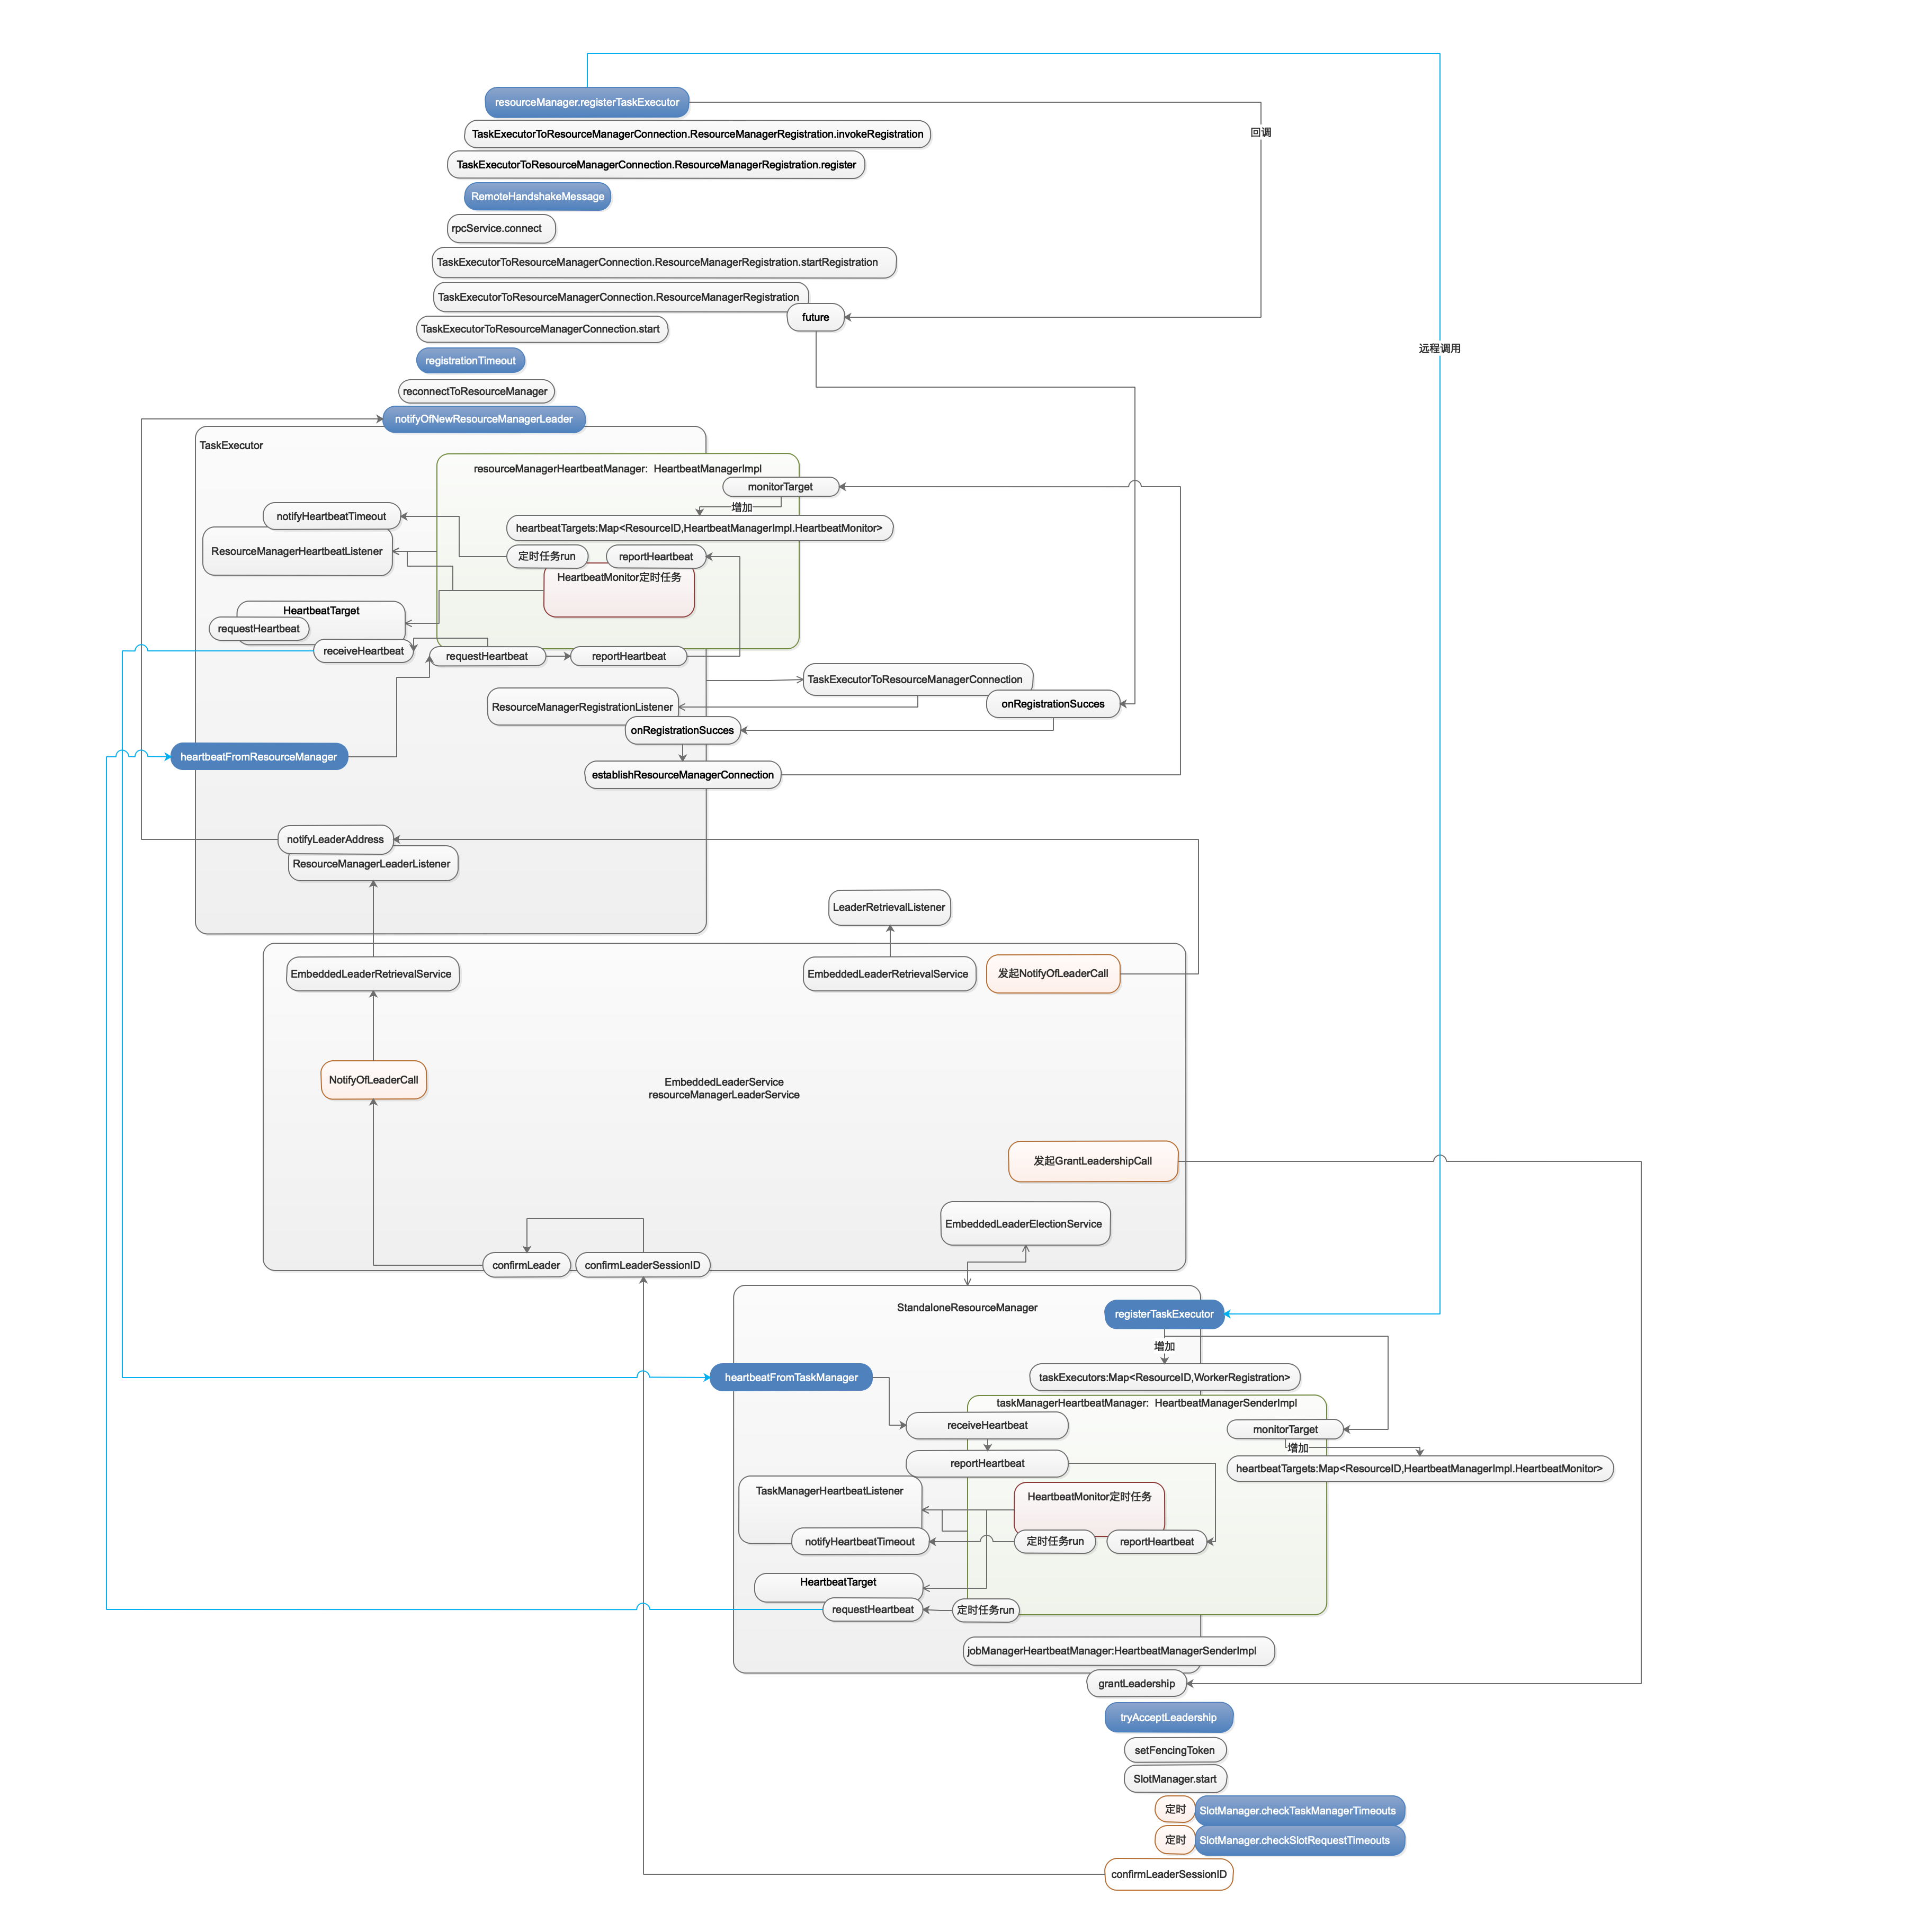 resourceManager.registerTaskExecutor
TaskExecutorToResourceManagerConnection.ResourceManagerRegistration.invokeRegistration
回调
TaskExecutorToResourceManagerConnection.ResourceManagerRegistration.register
RemoteHandshakeMessage
rpcService.connect
TaskExecutorToResourceManagerConnection.ResourceManagerRegistration.startRegistration
TaskExecutorToResourceManagerConnection.ResourceManagerRegistration
future
TaskExecutorToResourceManagerConnection.start
远程调用
registrationTimeout
reconnectToResourceManager
notifyOfNewResourceManagerLeader
TaskExecutor
resourceManagerHeartbeatManager: HeartbeatManagerImpl
monitorTarget
增加
notifyHeartbeatTimeout
heartbeatTargets:Map<ResourceID,HeartbeatManagerImpl.HeartbeatMonitor>
ResourceManagerHeartbeatListener
定时任务run
reportHeartbeat
HeartbeatMonitor定时任务
HeartbeatTarget
requestHeartbeat
receiveHeartbeat
requestHeartbeat
reportHeartbeat
TaskExecutorToResourceManagerConnection
ResourceManagerRegistrationListener
onRegistrationSucces
onRegistrationSucces
heartbeatFromResourceManager
establishResourceManagerConnection
notifyLeaderAddress
ResourceManagerLeaderListener
LeaderRetrievalListener
EmbeddedLeaderRetrievalService
EmbeddedLeaderRetrievalService
发起NotifyOfLeaderCall
NotifyOfLeaderCall
EmbeddedLeaderService
resourceManagerLeaderService
发起GrantLeadershipCall
EmbeddedLeaderElectionService
confirmLeader
confirmLeaderSessionID
StandaloneResourceManager
registerTaskExecutor
增加
heartbeatFromTaskManager
taskExecutors:Map<ResourceID,WorkerRegistration>
taskManagerHeartbeatManager: HeartbeatManagerSenderImpl
receiveHeartbeat
monitorTarget
增加
reportHeartbeat
heartbeatTargets:Map<ResourceID,HeartbeatManagerImpl.HeartbeatMonitor>
TaskManagerHeartbeatListener
HeartbeatMonitor定时任务
notifyHeartbeatTimeout
定时任务run
reportHeartbeat
HeartbeatTarget
requestHeartbeat
定时任务run
jobManagerHeartbeatManager:HeartbeatManagerSenderImpl
grantLeadership
tryAcceptLeadership
setFencingToken
SlotManager.start
定时
SlotManager.checkTaskManagerTimeouts
定时
SlotManager.checkSlotRequestTimeouts
confirmLeaderSessionID